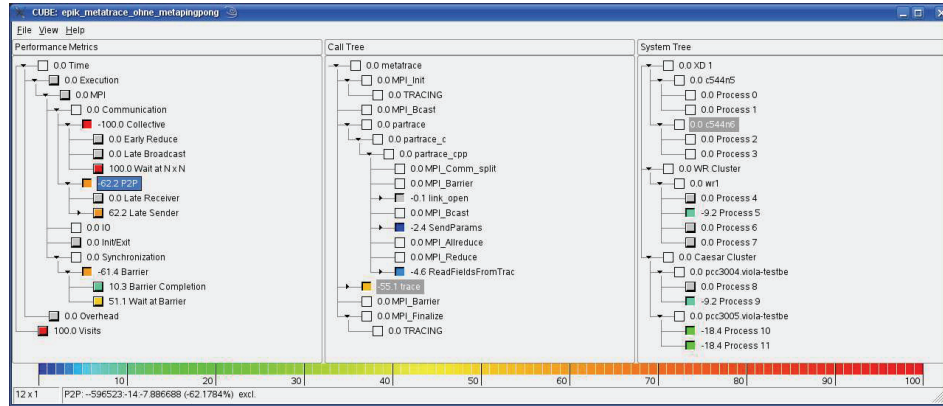 CUBE: epik_metatrace_ohne_metapingpong
File View Help
Performance Metrics
0.0 Time
0.0 Execution
0.0 MPI
0.0 Communication
-100.0 Collective
0.0 Early Reduce
0.0 Late Broadcast
100.0 Wait at N x N
-62.2 P2P
0.0 Late Receiver
62.2 Late Sender
0.0 IO
0.0 Init/Exit
0.0 Synchronization
-61.4 Barrier
10.3 Barrier Completion
51.1 Wait at Barrier
0.0 Overhead
100.0 Visits
Call Tree
0.0 metatrace
0.0 MPI_Init
0.0 TRACING
0.0 MPI_Bcast
0.0 partrace
0.0 partrace_c
0.0 partrace_cpp
0.0 MPI_Comm_split
0.0 MPI_Barrier
-0.1 link_open
0.0 MPI_Bcast
-2.4 SendParams
0.0 MPI_Allreduce
0.0 MPI_Reduce
-4.6 ReadFieldsFromTrac
-55.1 trace
0.0 MPI_Barrier
0.0 MPI_Finalize
0.0 TRACING
System Tree
0.0 XD 1
0.0 c544n5
0.0 Process 0
0.0 Process 1
0.0 c544n6
0.0 Process 2
0.0 Process 3
0.0 WR Cluster
0.0 wr1
0.0 Process 4
-9.2 Process 5
0.0 Process 6
0.0 Process 7
0.0 Caesar Cluster
0.0 pcc3004.viola-testbe
0.0 Process 8
-9.2 Process 9
0.0 pcc3005.viola-testbe
-18.4 Process 10
-18.4 Process 11
10 20 30 40 50 60 70 80 90 100
12 x 1 P2P: --596523:-14:-7.886688 (-62.1784%) excl.